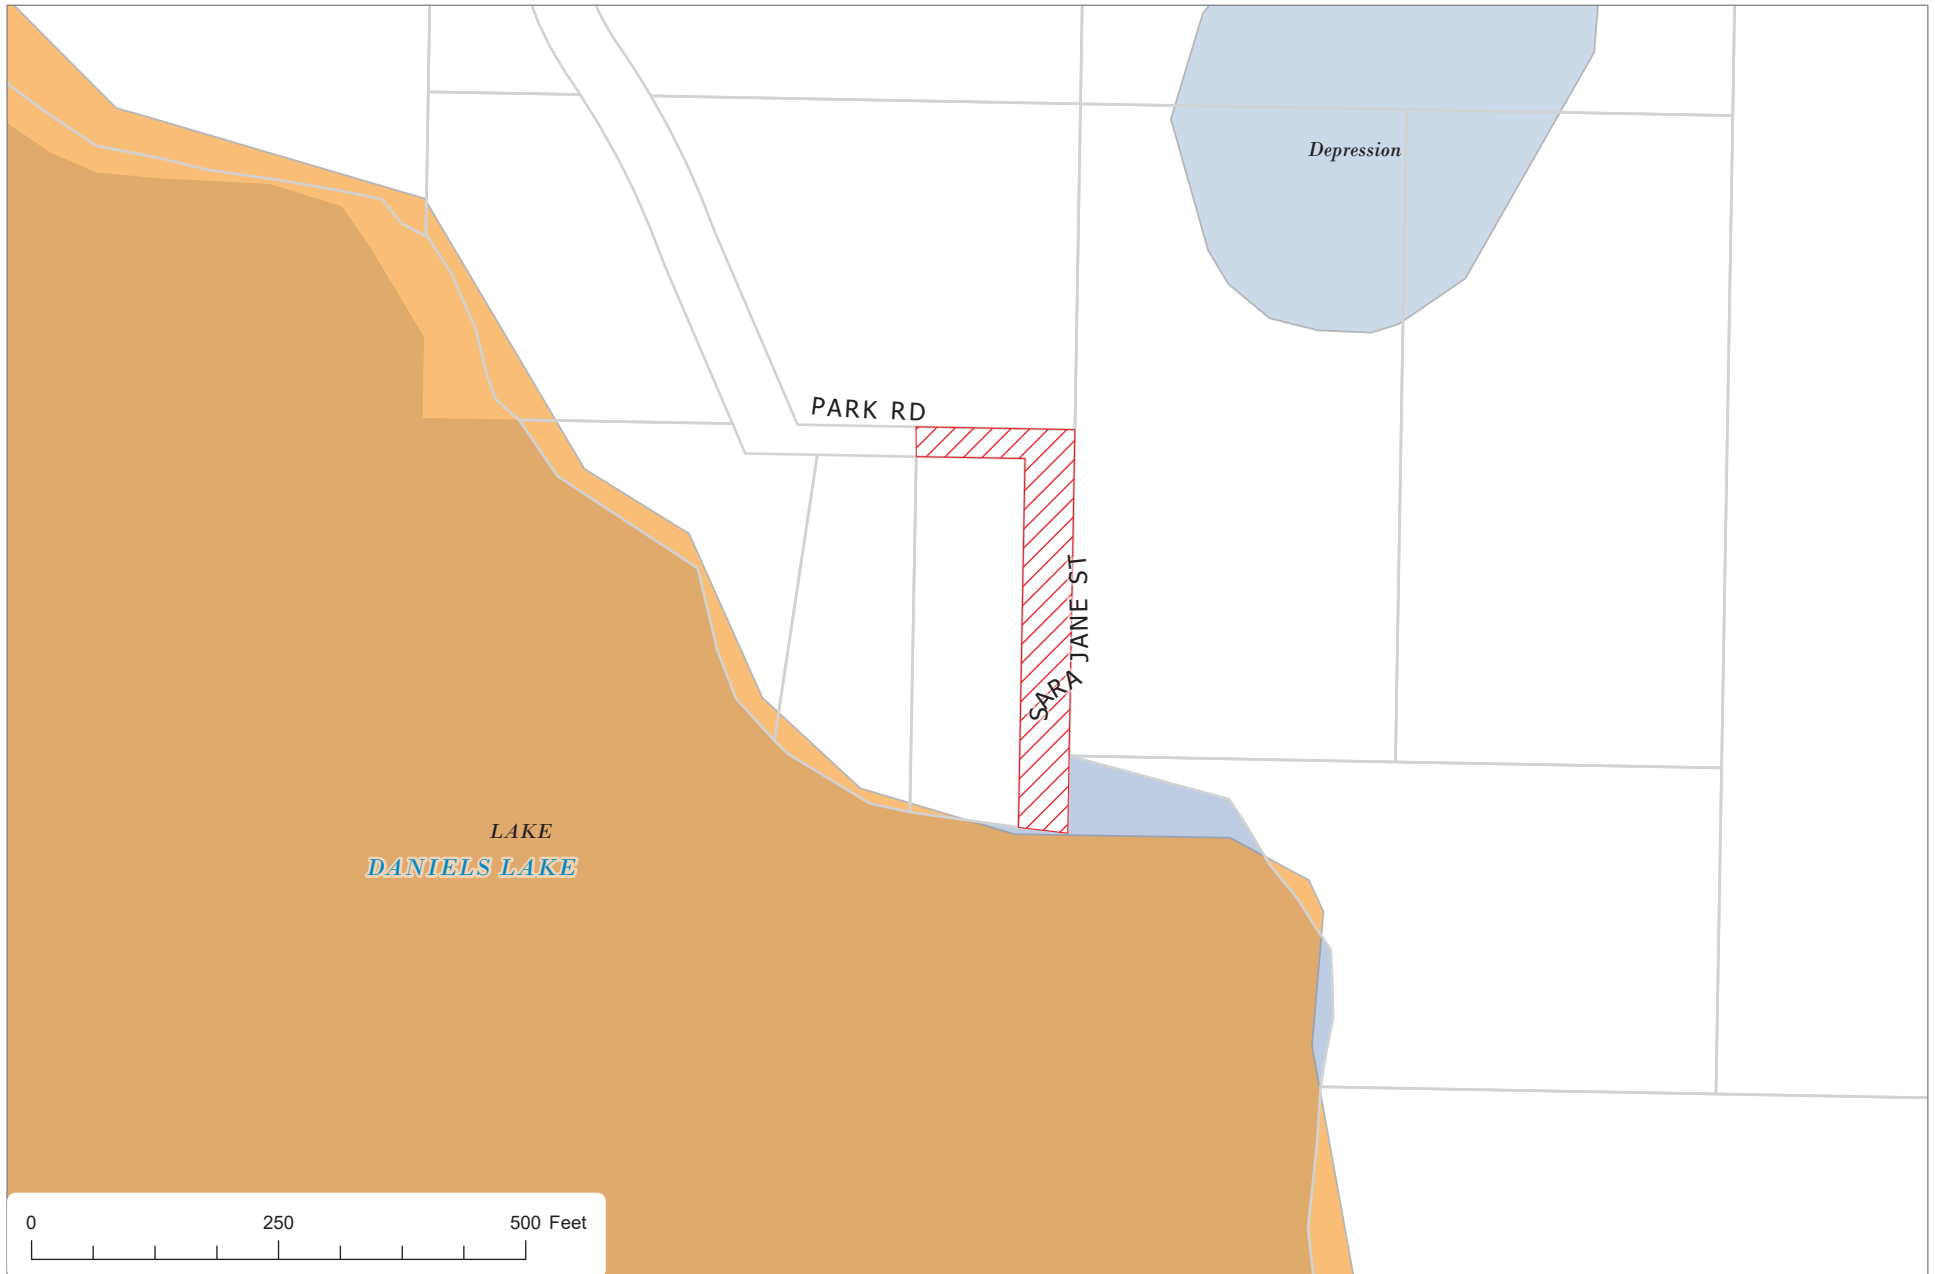 Depression
PARK RD
SARA JANE ST
LAKE
DANIELS LAKE
0 250 500 Feet